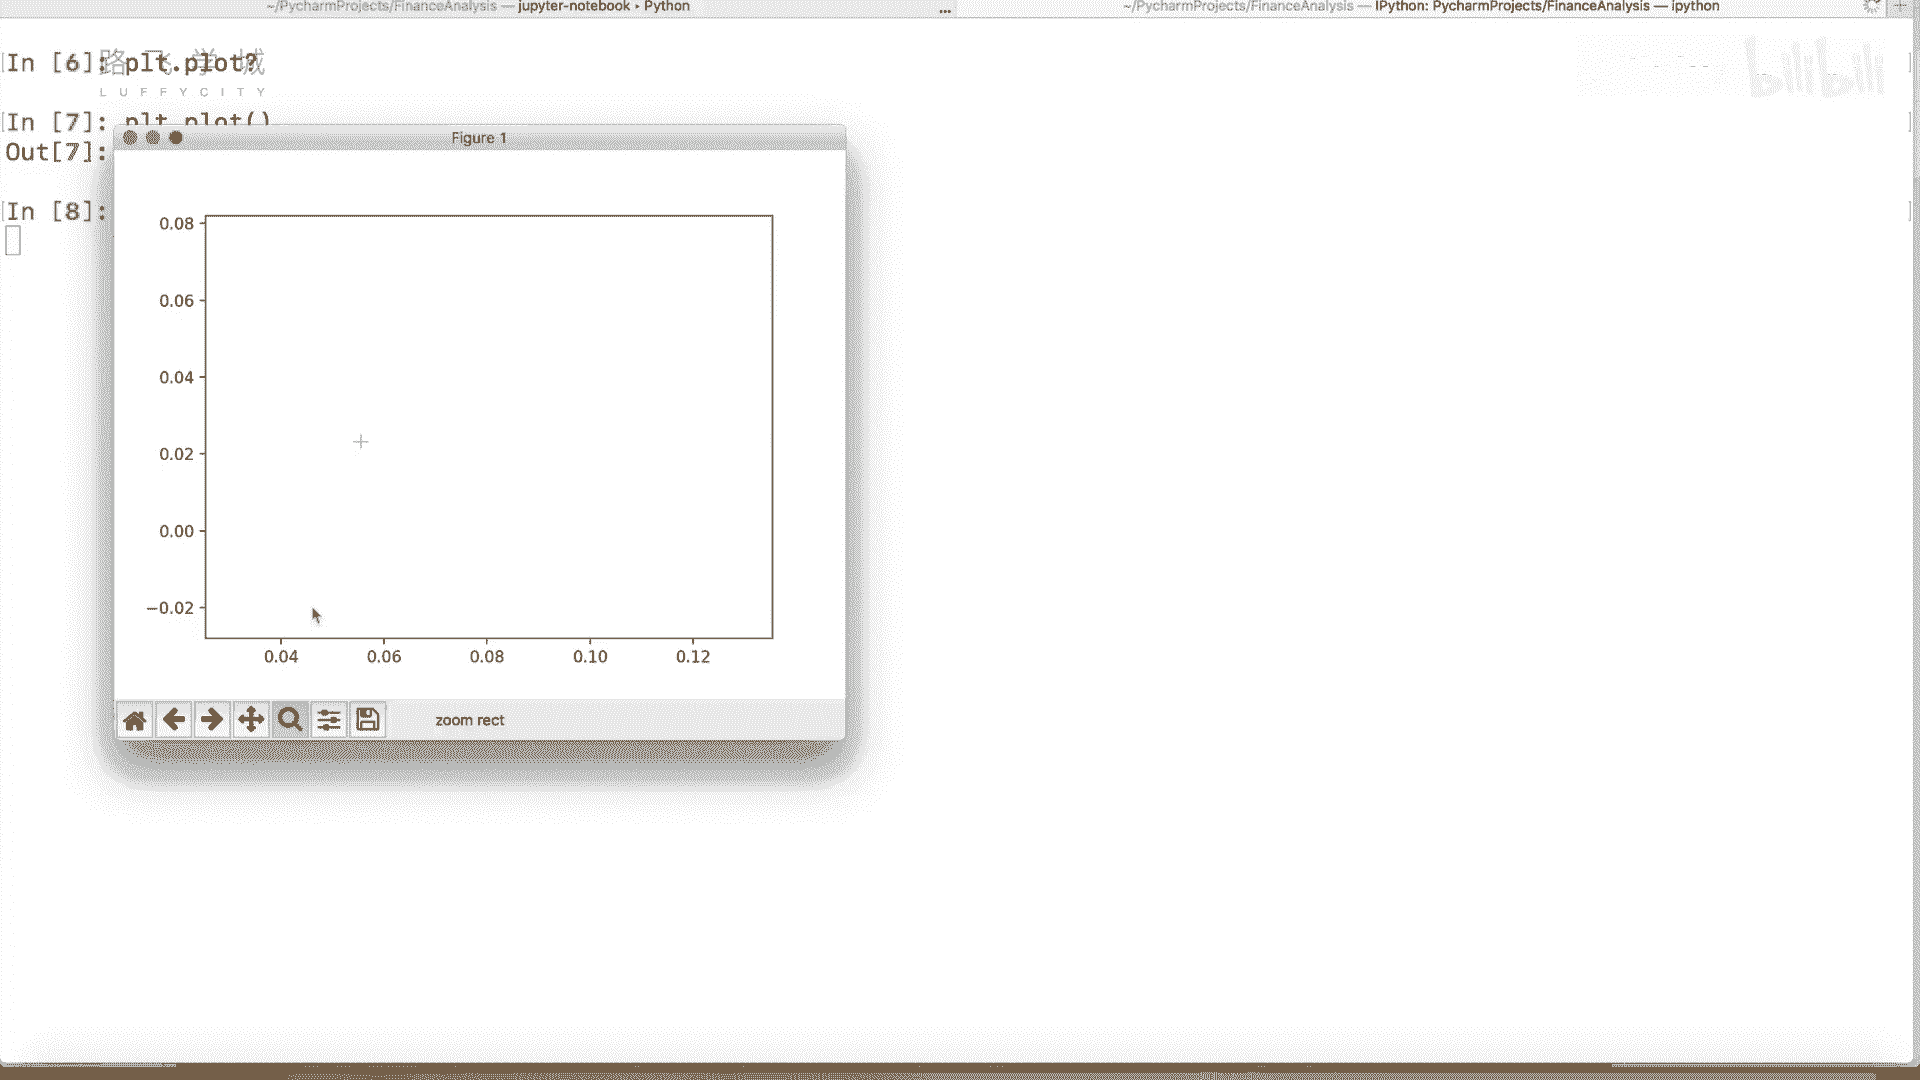 ~/PycharmProjects/FinanceAnalysis — jupyter-notebook ▸ Python
...
~/PycharmProjects/FinanceAnalysis — IPython: PycharmProjects/FinanceAnalysis — ipython
In [6]: plt.plot?
路飞学城
LUFFYCITY
bilibili
In [7]: plt.plot()
Out[7]:
In [8]:
Figure 1
0.08
0.06
0.04
0.02
0.00
−0.02
0.04 0.06 0.08 0.10 0.12
zoom rect